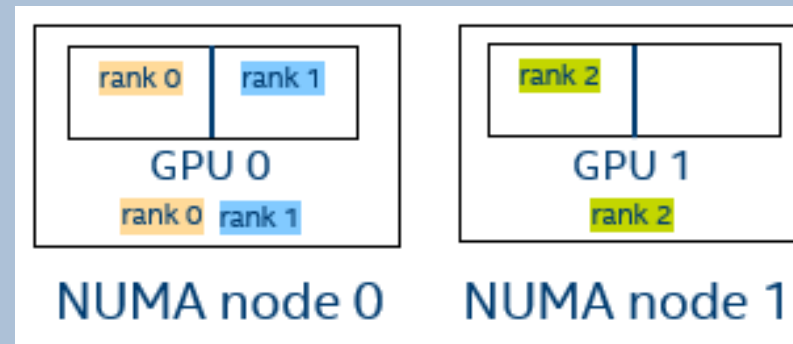 rank 0 rank 1
GPU 0
rank 0 rank 1
NUMA node 0
rank 2
GPU 1
rank 2
NUMA node 1